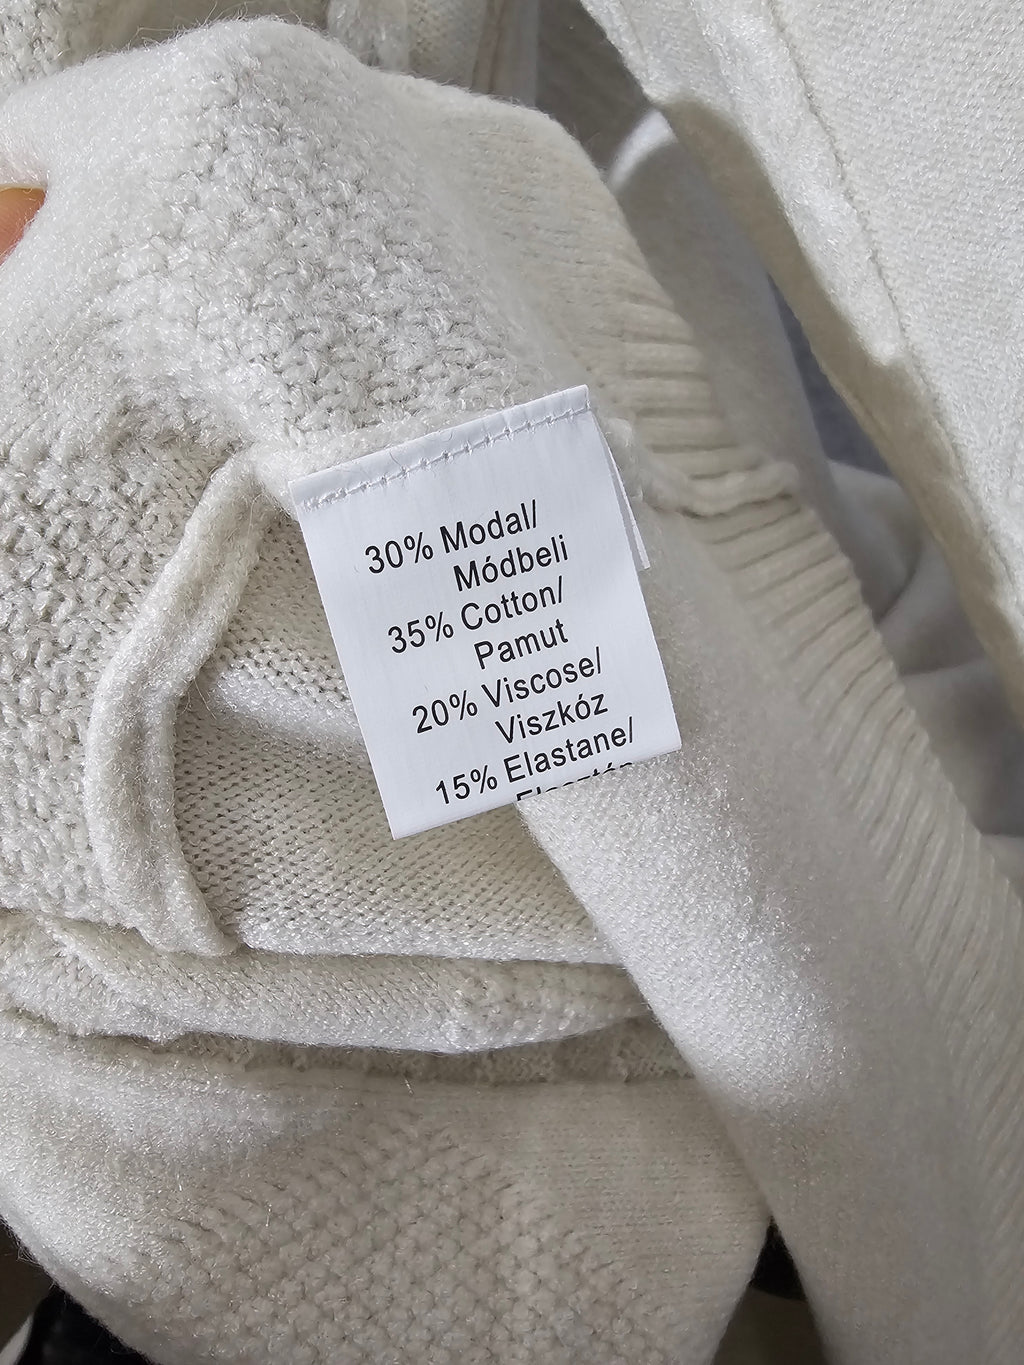 30% Modal/
Módbeli
35% Cotton/
Pamut
20% Viscose/
Viszkóz
15% Elastane/